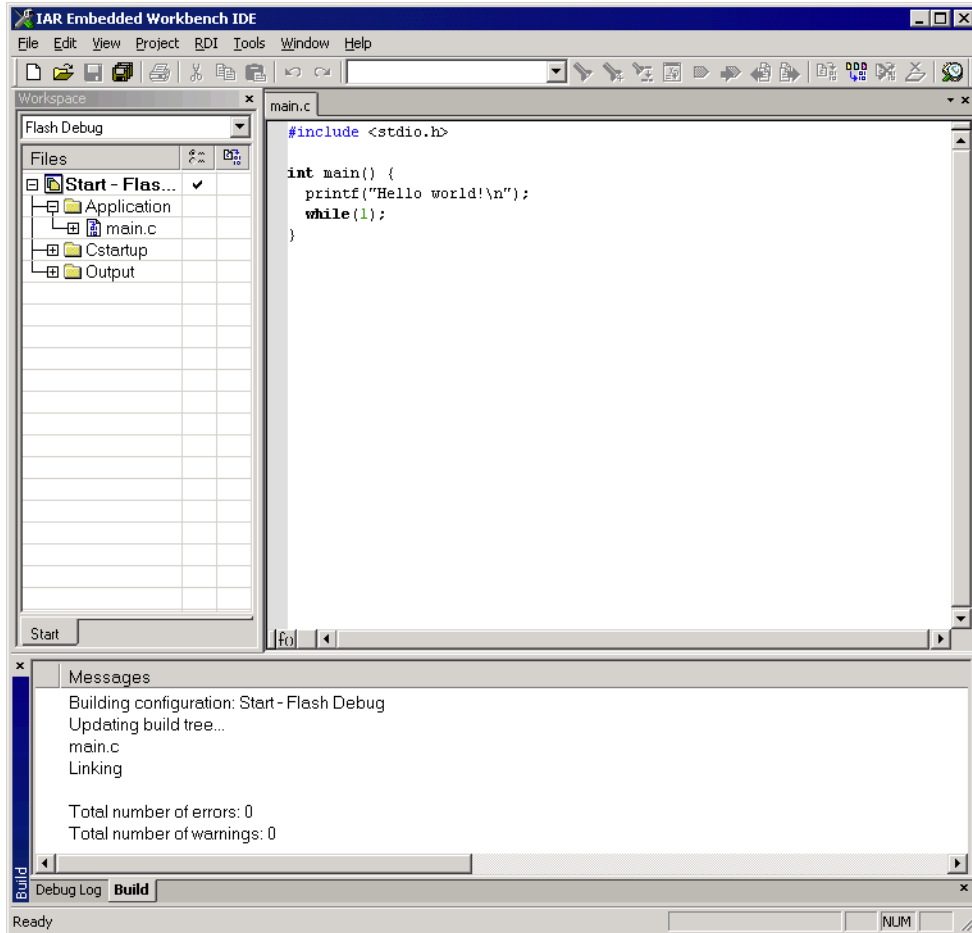 IAR Embedded Workbench IDE
File Edit View Project RDI Tools Window Help
Workspace
Flash Debug
Files
Start - Flas...
Application
main.c
Cstartup
Output
Start
main.c
#include <stdio.h>
int main() {
printf("Hello world!\n");
while(1);
}
f()
Messages
Building configuration: Start - Flash Debug
Updating build tree...
main.c
Linking
Total number of errors: 0
Total number of warnings: 0
Build
Debug Log Build
Ready NUM